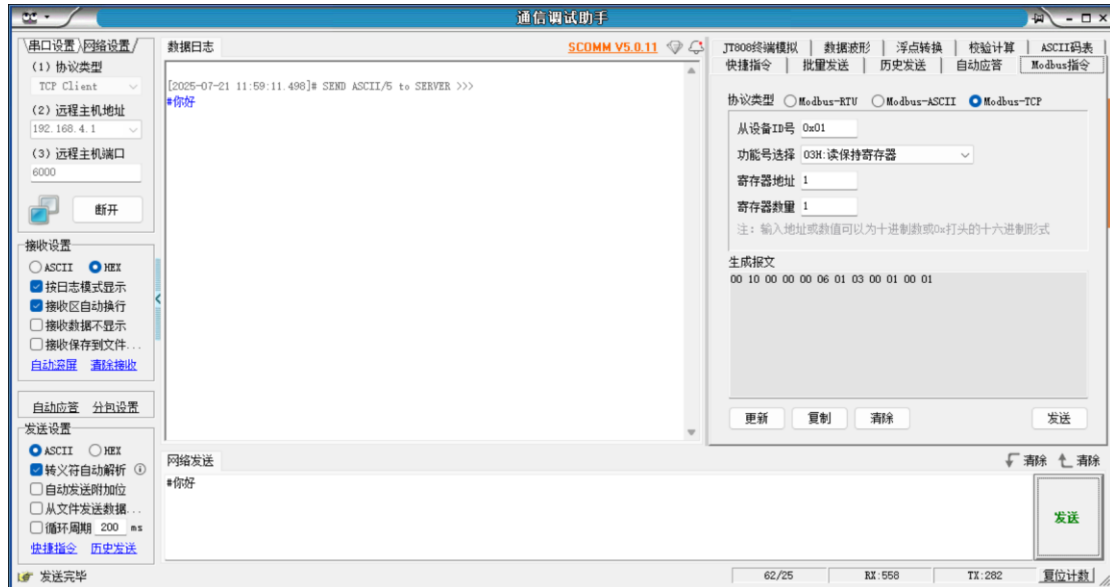 通信调试助手
串口设置 网络设置
(1) 协议类型
TCP Client
(2) 远程主机地址
192.168.4.1
(3) 远程主机端口
6000
断开
接收设置
ASCII HEX
按日志模式显示
接收区自动换行
接收数据不显示
接收保存到文件...
自动滚屏 清除接收
自动应答 分包设置
发送设置
ASCII HEX
转义符自动解析
自动发送附加位
从文件发送数据...
循环周期 200 ms
快捷指令 历史发送
数据日志
SCOMM V5.0.11
[2025-07-21 11:59:11.498]# SEND ASCII/5 to SERVER >>>
#你好
JT808终端模拟 数据波形 浮点转换 校验计算 ASCII码表
快捷指令 批量发送 历史发送 自动应答 Modbus指令
协议类型 Modbus-RTU Modbus-ASCII Modbus-TCP
从设备ID号 0x01
功能号选择 03H:读保持寄存器
寄存器地址 1
寄存器数量 1
注: 输入地址或数值可以为十进制数或0x打头的十六进制形式
生成报文
00 10 00 00 00 06 01 03 00 01 00 01
更新 复制 清除 发送
网络发送
清除 清除
#你好
发送
发送完毕
62/25 RX:558 TX:282 复位计数